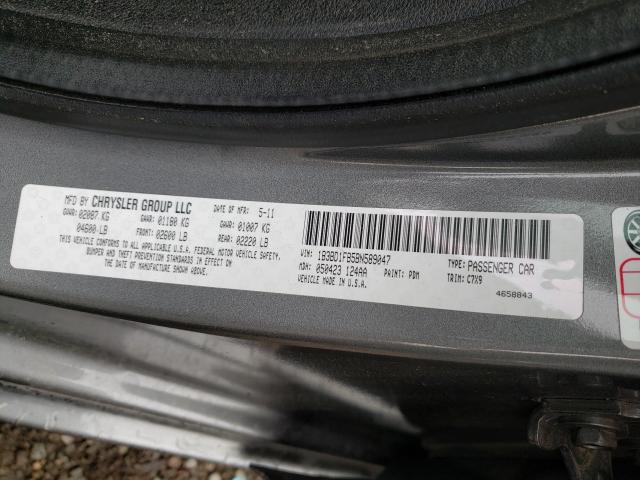 MFD BY CHRYSLER GROUP LLC DATE OF MFR: 5-11
GVWR: 02087 KG GAWR: 01180 KG GAWR: 01007 KG
04600 LB FRONT: 02600 LB REAR: 02220 LB
THIS VEHICLE CONFORMS TO ALL APPLICABLE U.S.A. FEDERAL MOTOR VEHICLE SAFETY,
BUMPER AND THEFT PREVENTION STANDARDS IN EFFECT ON
THE DATE OF MANUFACTURE SHOWN ABOVE.
VIN: 1B3BD1FB5BN589047 TYPE: PASSENGER CAR
MDH: 050423 124AA PAINT: PDM TRIM: C7X9
VEHICLE MADE IN U.S.A.
4658843